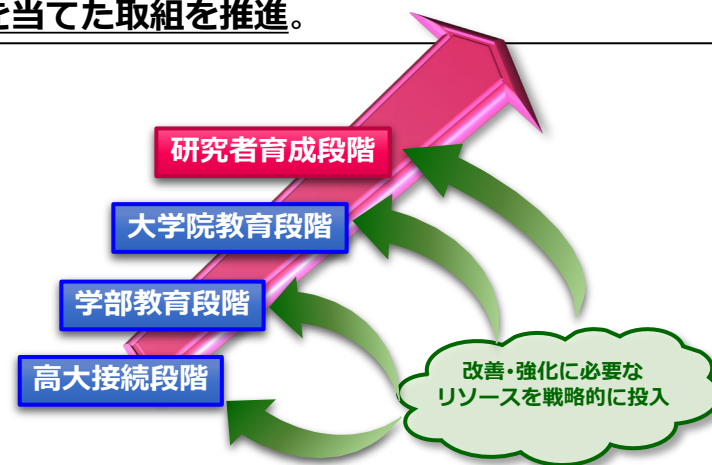 を当てた取組を推進。
研究者育成段階
大学院教育段階
学部教育段階
高大接続段階
改善・強化に必要な
リソースを戦略的に投入